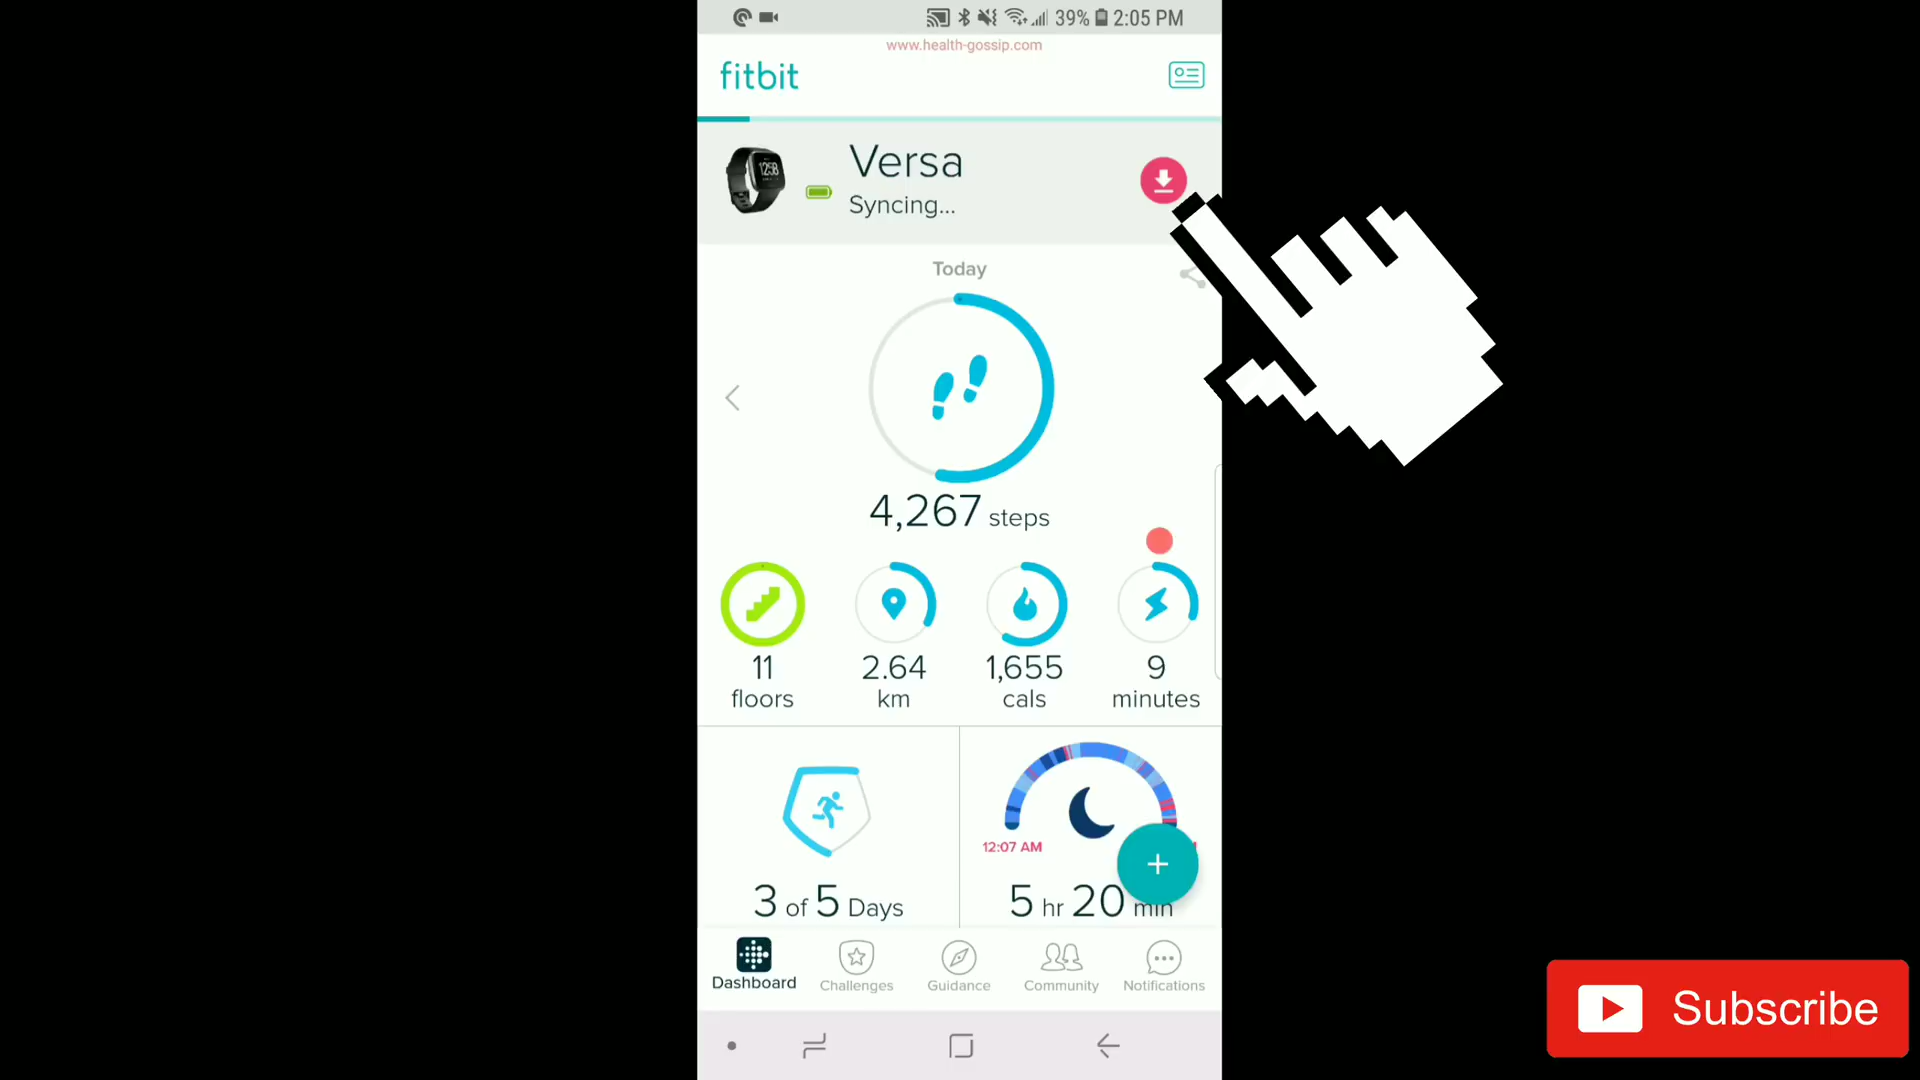 39% 2:05 PM
www.health-gossip.com
fitbit
Versa
Syncing...
Today
4,267 steps
11 2.64 1,655 9
floors km cals minutes
12:07 AM
3 of 5 Days 5 hr 20 min
Dashboard Challenges Guidance Community Notifications
Subscribe